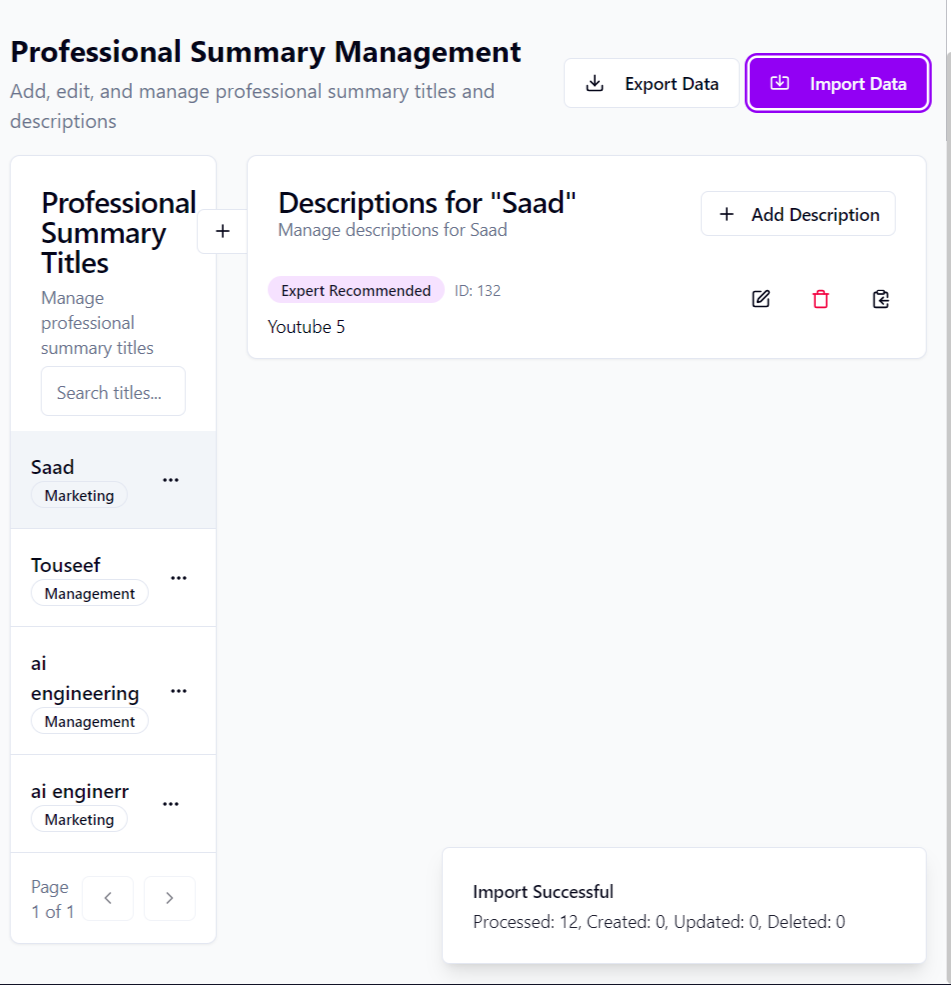 Professional Summary Management
Add, edit, and manage professional summary titles and
descriptions
Export Data
Import Data
Professional
Summary
Titles
Manage
professional
summary titles
Search titles...
Saad
Marketing
Touseef
Management
ai
engineering
Management
ai enginerr
Marketing
Page
1 of 1
Descriptions for "Saad"
Manage descriptions for Saad
Add Description
Expert Recommended ID: 132
Youtube 5
Import Successful
Processed: 12, Created: 0, Updated: 0, Deleted: 0